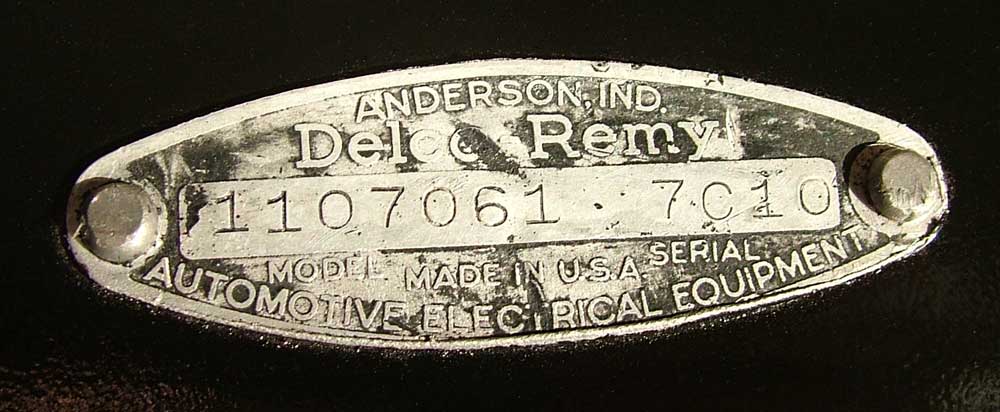 ANDERSON, IND.
Delco-Remy
1107061 7C10
MODEL MADE IN U.S.A. SERIAL
AUTOMOTIVE ELECTRICAL EQUIPMENT